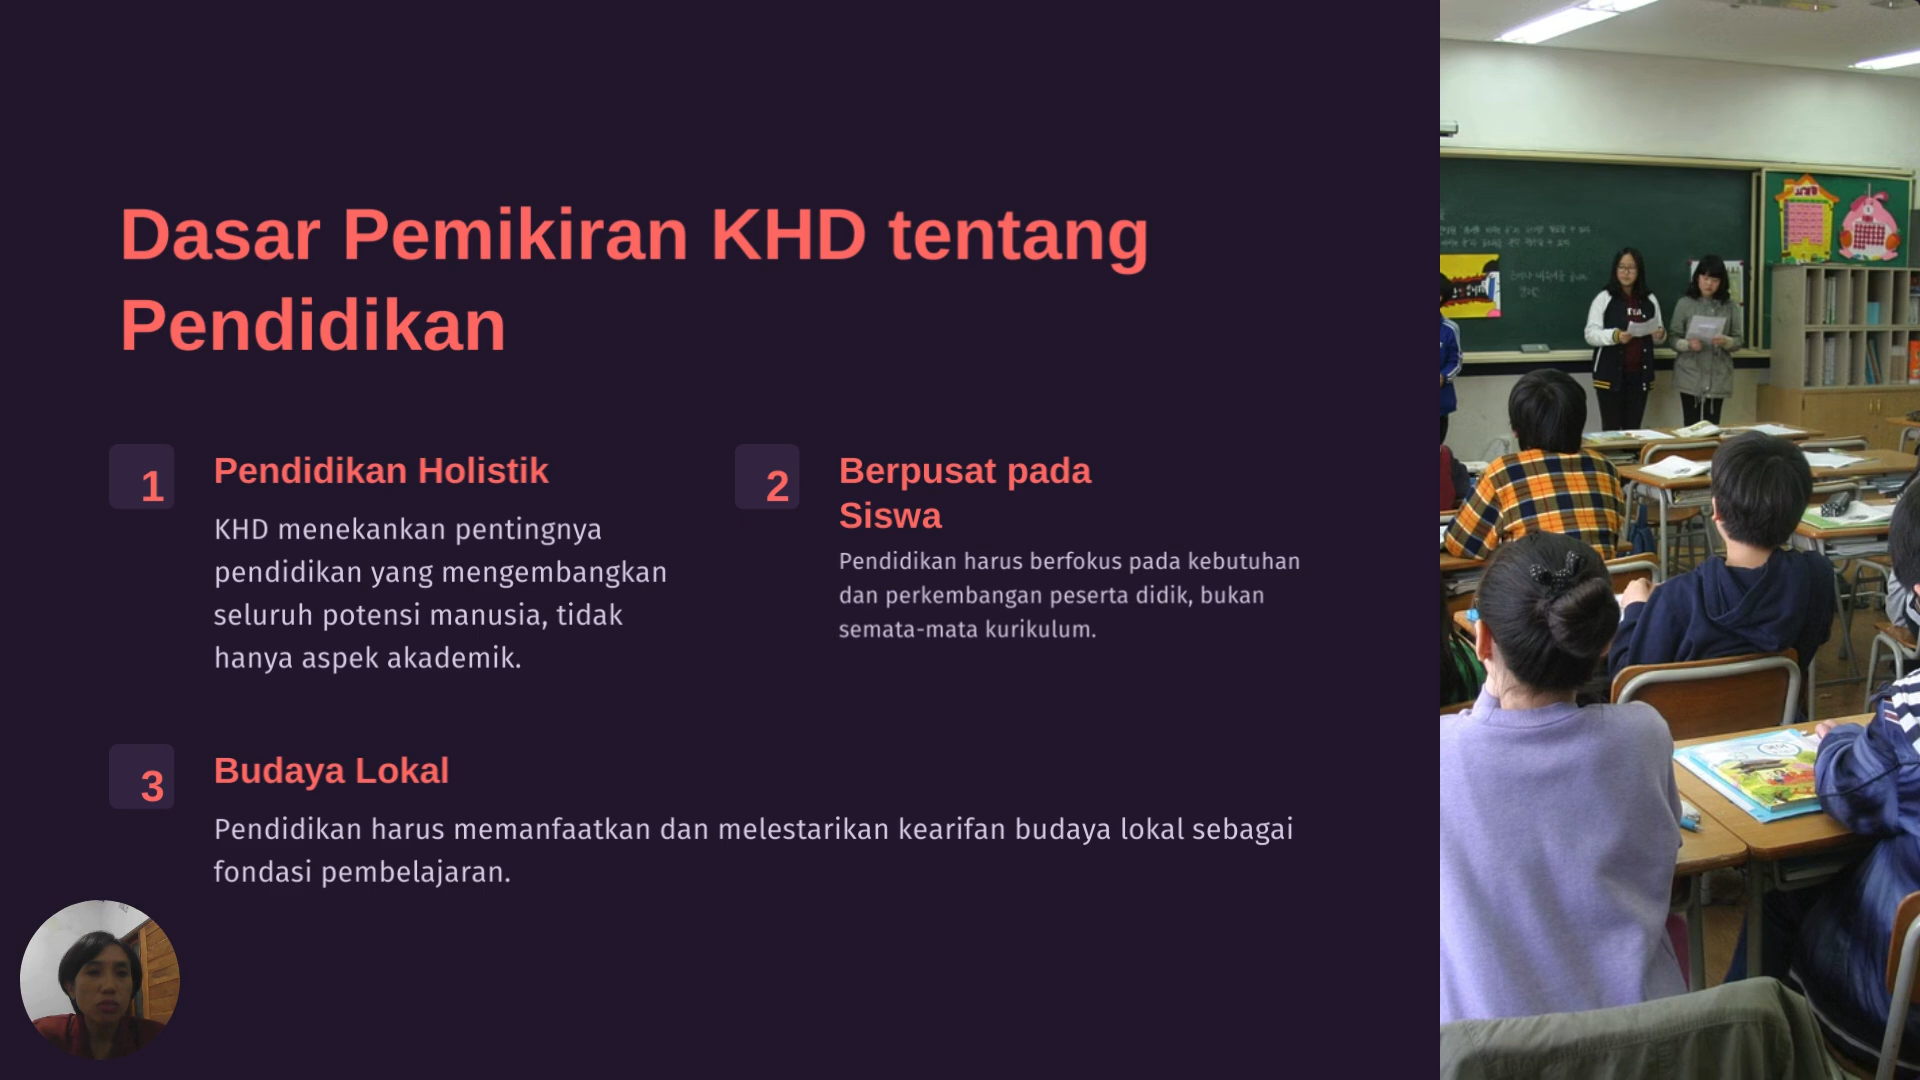 Dasar Pemikiran KHD tentang
Pendidikan
1
Pendidikan Holistik
KHD menekankan pentingnya
pendidikan yang mengembangkan
seluruh potensi manusia, tidak
hanya aspek akademik.
2
Berpusat pada
Siswa
Pendidikan harus berfokus pada kebutuhan
dan perkembangan peserta didik, bukan
semata-mata kurikulum.
3
Budaya Lokal
Pendidikan harus memanfaatkan dan melestarikan kearifan budaya lokal sebagai
fondasi pembelajaran.